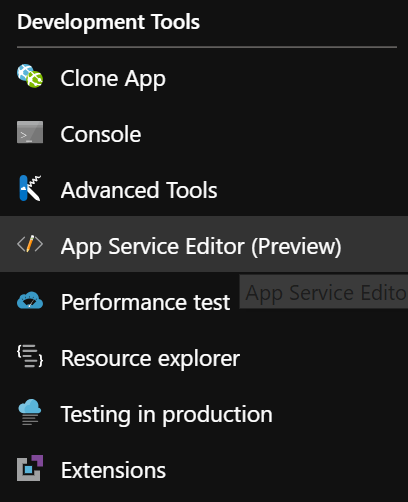 Development Tools
Clone App
Console
Advanced Tools
App Service Editor (Preview)
App Service Edito
Performance test
Resource explorer
Testing in production
Extensions